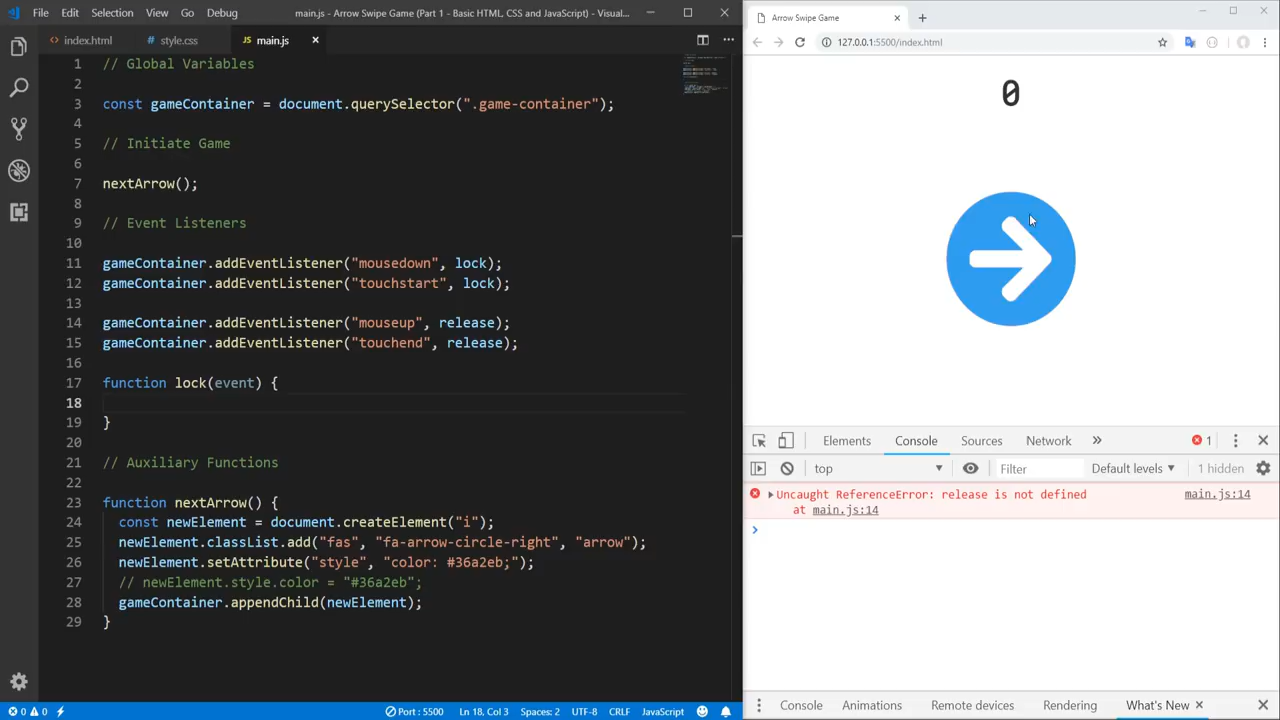 File Edit Selection View Go Debug main.js - Arrow Swipe Game (Part 1 - Basic HTML, CSS and JavaScript) - Visual...
index.html style.css JS main.js
1 // Global Variables
2
3 const gameContainer = document.querySelector(".game-container");
4
5 // Initiate Game
6
7 nextArrow();
8
9 // Event Listeners
10
11 gameContainer.addEventListener("mousedown", lock);
12 gameContainer.addEventListener("touchstart", lock);
13
14 gameContainer.addEventListener("mouseup", release);
15 gameContainer.addEventListener("touchend", release);
16
17 function lock(event) {
18
19 }
20
21 // Auxiliary Functions
22
23 function nextArrow() {
24 const newElement = document.createElement("i");
25 newElement.classList.add("fas", "fa-arrow-circle-right", "arrow");
26 newElement.setAttribute("style", "color: #36a2eb;");
27 // newElement.style.color = "#36a2eb";
28 gameContainer.appendChild(newElement);
29 }
0 0 Port : 5500 Ln 18, Col 3 Spaces: 2 UTF-8 CRLF JavaScript
Arrow Swipe Game
127.0.0.1:5500/index.html
0
Elements Console Sources Network » 1
top Filter Default levels 1 hidden
Uncaught ReferenceError: release is not defined main.js:14
at main.js:14
Console Animations Remote devices Rendering What's New